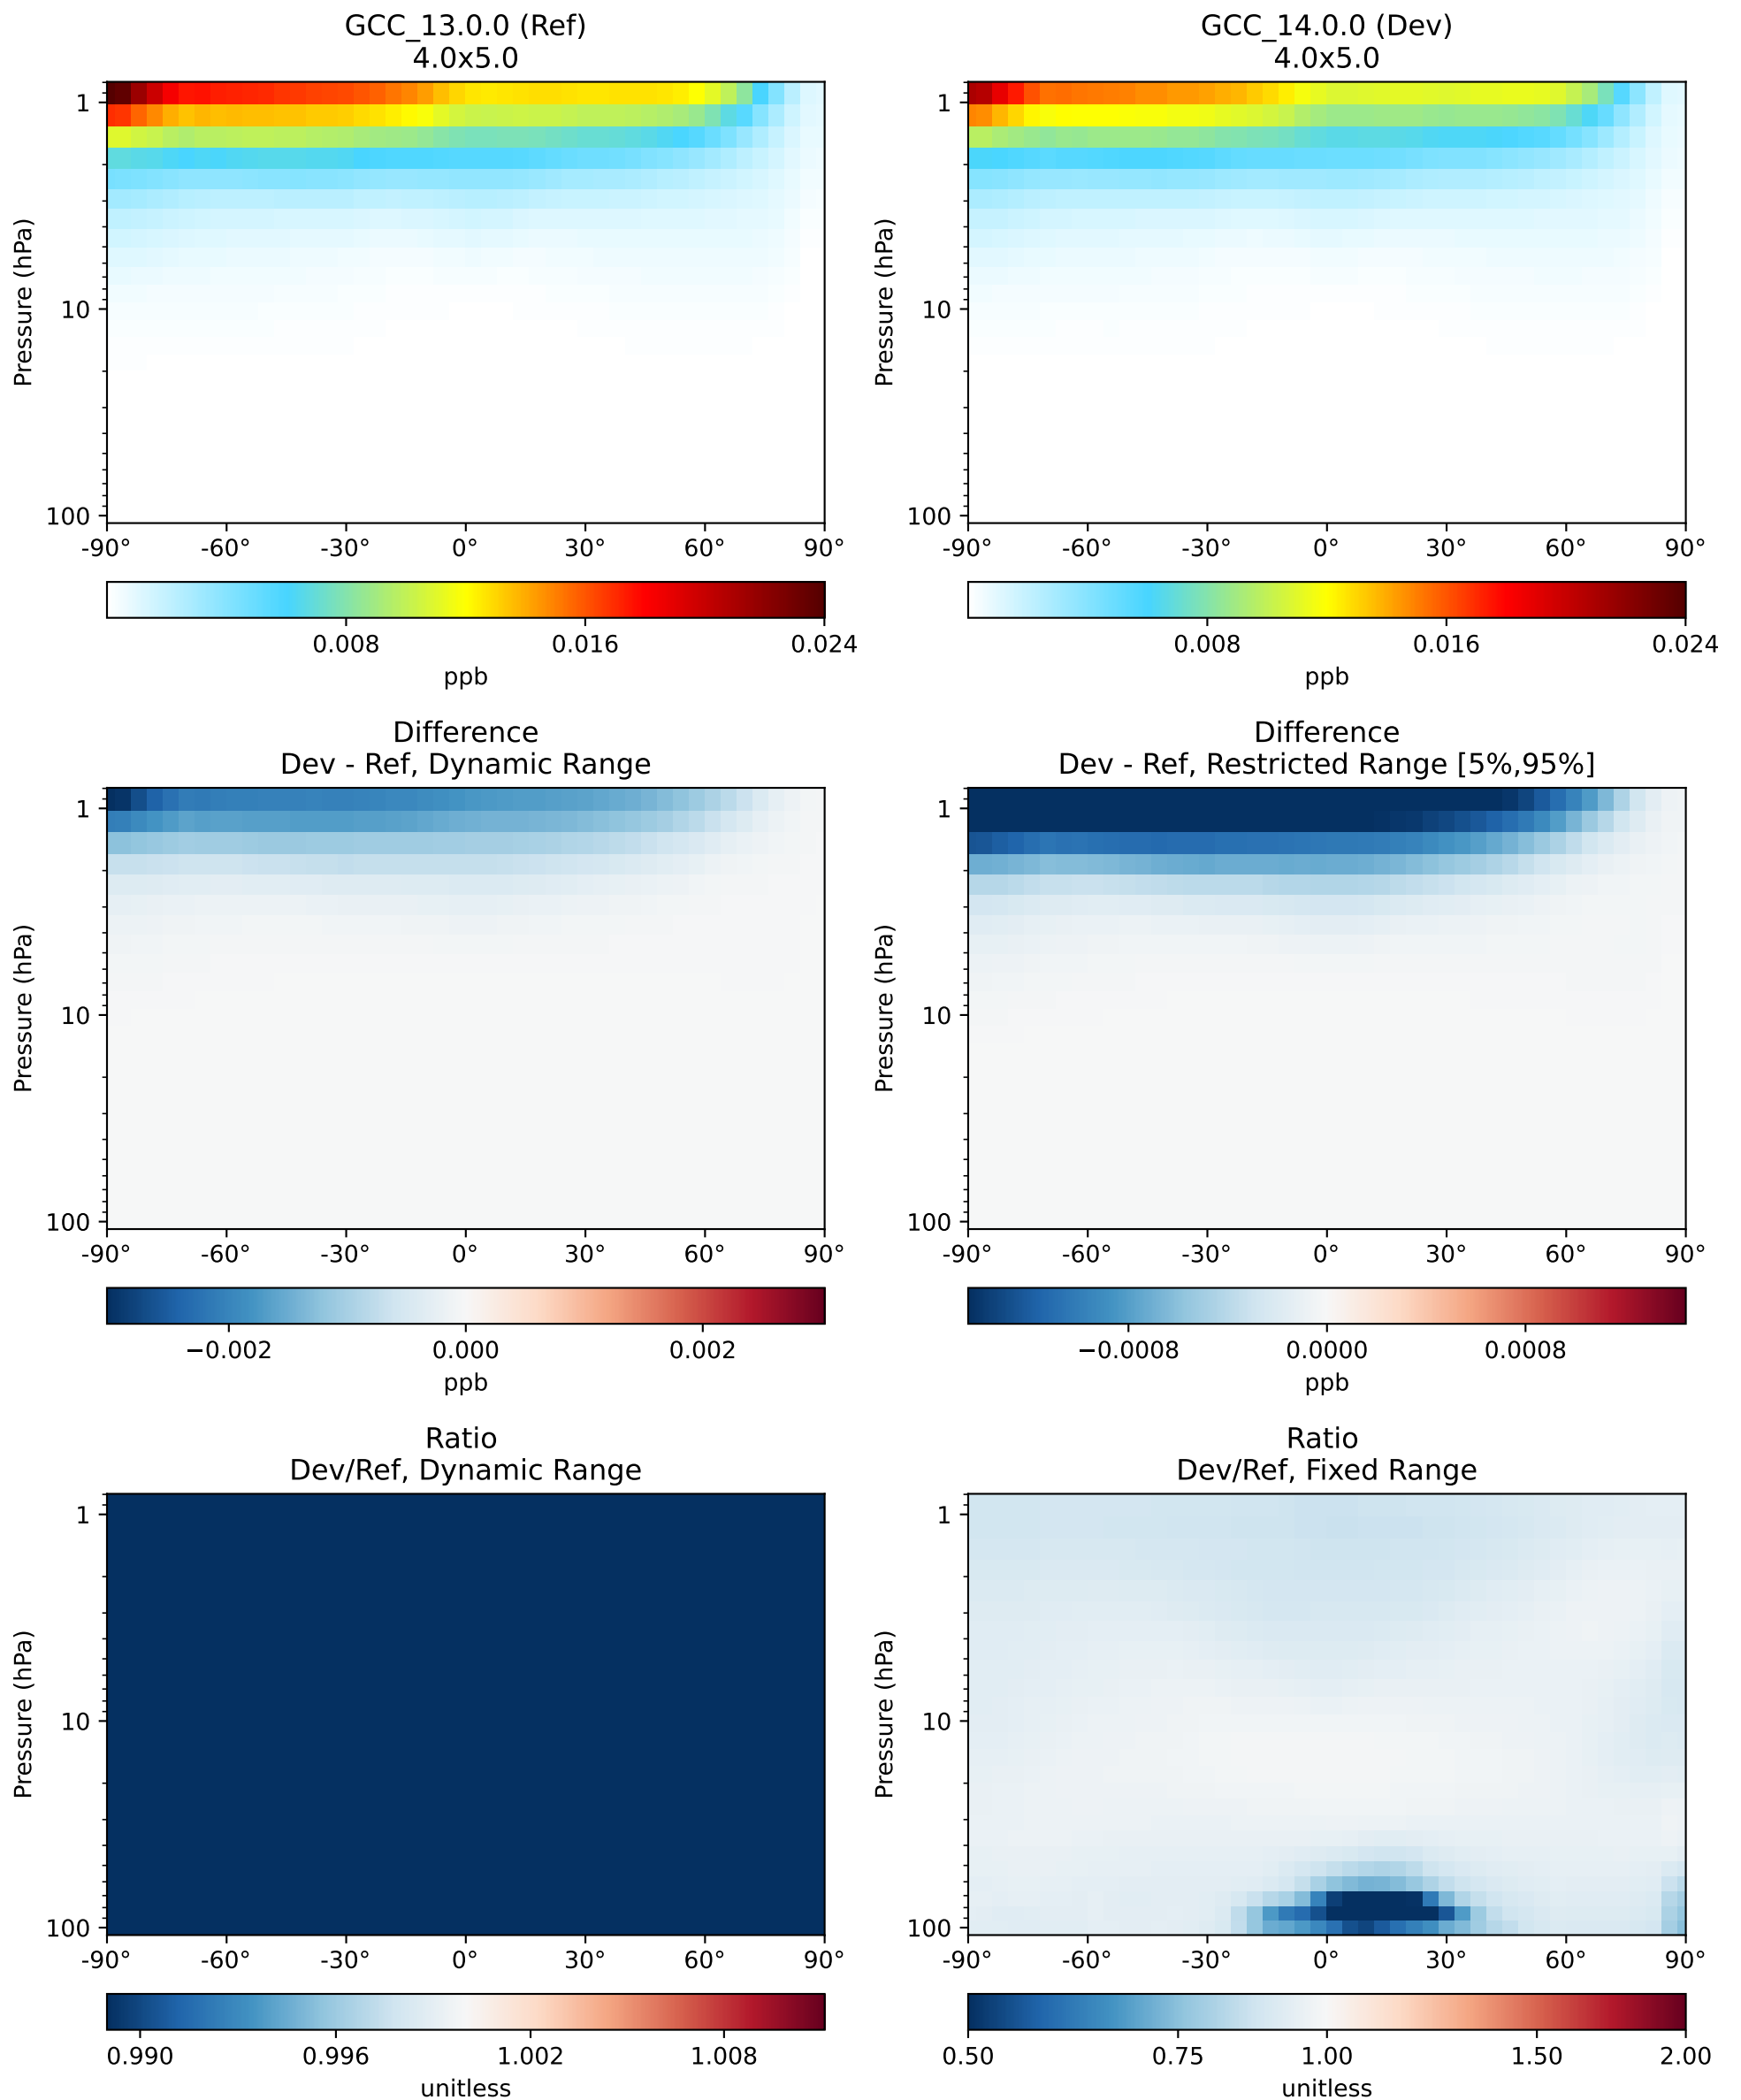 GCC_13.0.0 (Ref)
4.0x5.0
Pressure (hPa)
1
10
100
-90° -60° -30° 0° 30° 60° 90°
0.008 0.016 0.024
ppb
GCC_14.0.0 (Dev)
4.0x5.0
Pressure (hPa)
1
10
100
-90° -60° -30° 0° 30° 60° 90°
0.008 0.016 0.024
ppb
Difference
Dev - Ref, Dynamic Range
Pressure (hPa)
1
10
100
-90° -60° -30° 0° 30° 60° 90°
−0.002 0.000 0.002
ppb
Difference
Dev - Ref, Restricted Range [5%,95%]
Pressure (hPa)
1
10
100
-90° -60° -30° 0° 30° 60° 90°
−0.0008 0.0000 0.0008
ppb
Ratio
Dev/Ref, Dynamic Range
Pressure (hPa)
1
10
100
-90° -60° -30° 0° 30° 60° 90°
0.990 0.996 1.002 1.008
unitless
Ratio
Dev/Ref, Fixed Range
Pressure (hPa)
1
10
100
-90° -60° -30° 0° 30° 60° 90°
0.50 0.75 1.00 1.50 2.00
unitless